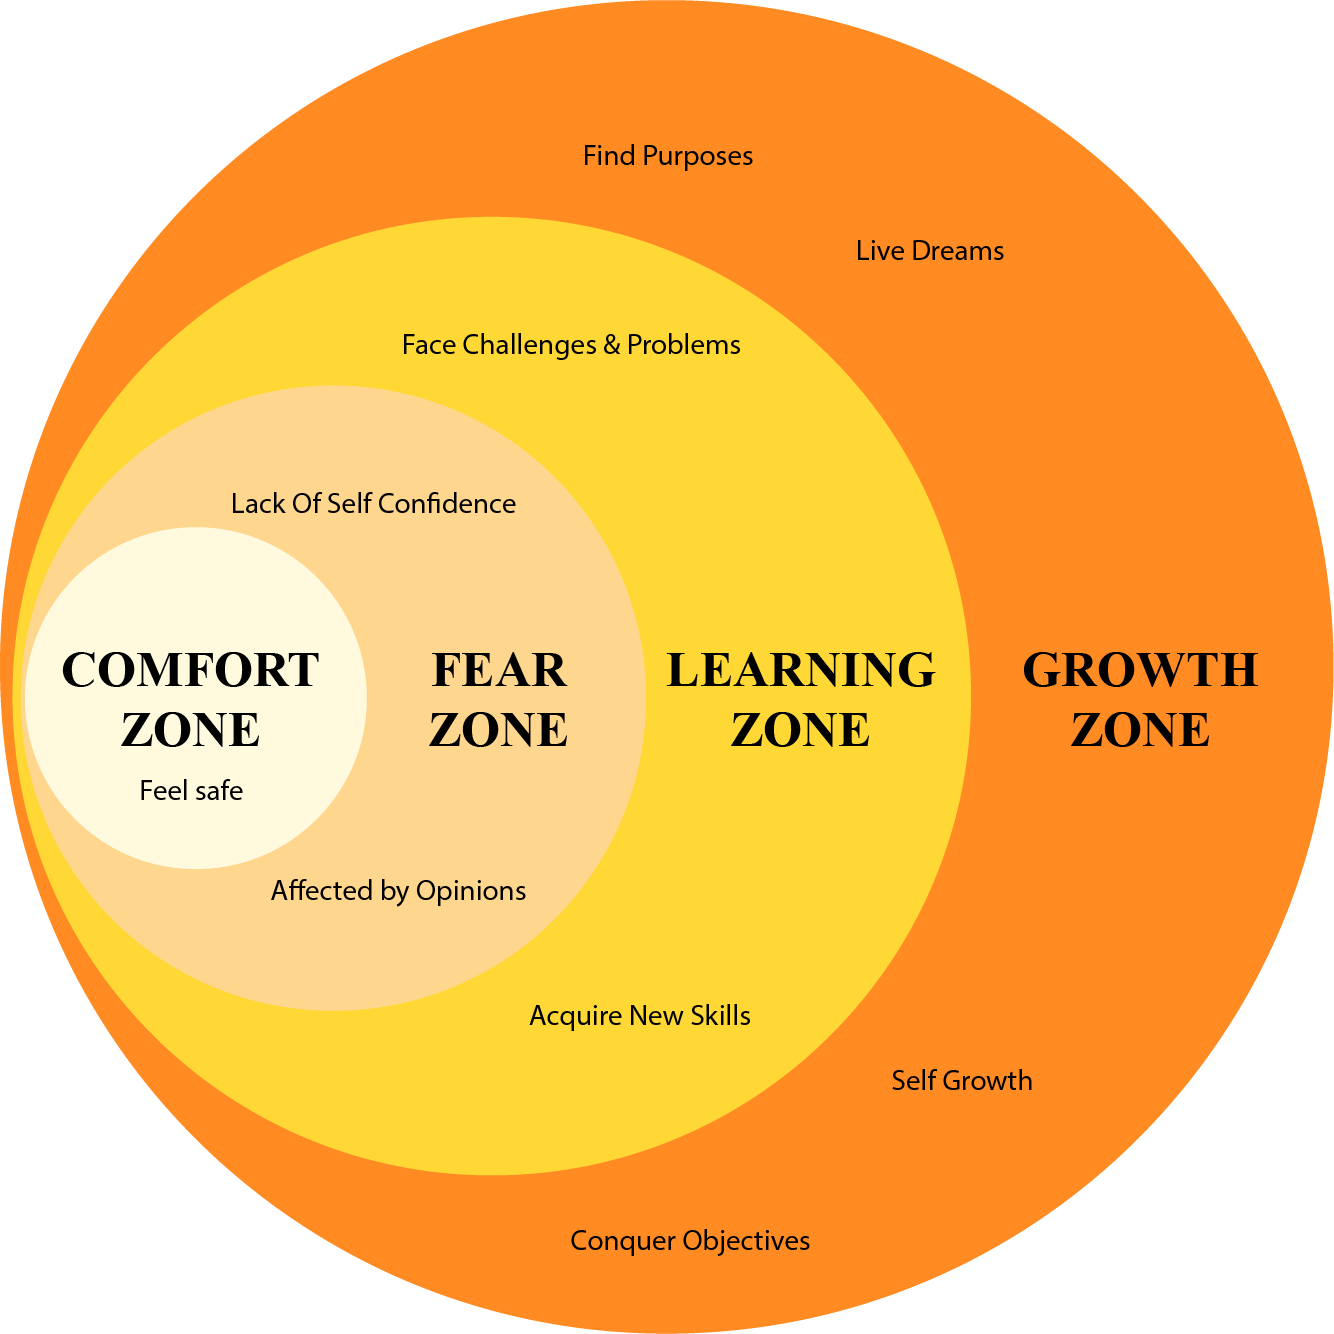 Find Purposes
Live Dreams
Face Challenges & Problems
Lack Of Self Confidence
COMFORT
ZONE
Feel safe
FEAR
ZONE
LEARNING
ZONE
GROWTH
ZONE
Affected by Opinions
Acquire New Skills
Self Growth
Conquer Objectives